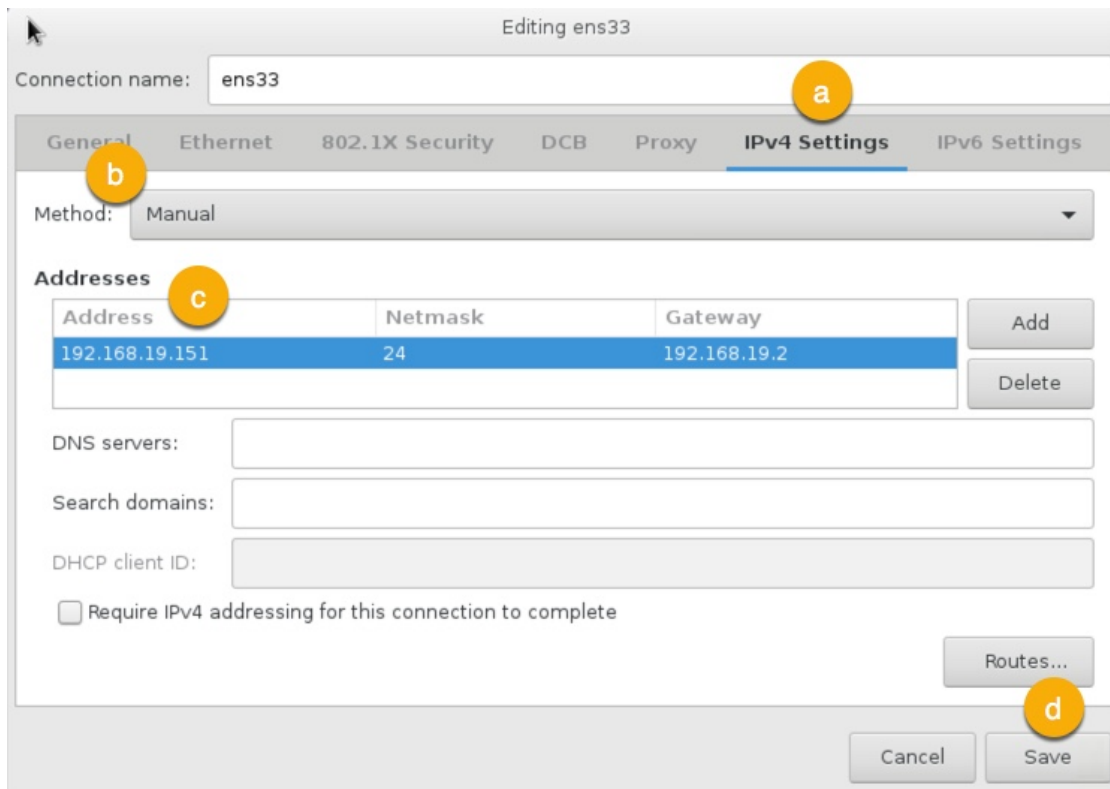 Editing ens33
Connection name: ens33
a
General Ethernet 802.1X Security DCB Proxy IPv4 Settings IPv6 Settings
b
Method: Manual
Addresses
c
Address Netmask Gateway
Add
192.168.19.151 24 192.168.19.2
Delete
DNS servers:
Search domains:
DHCP client ID:
Require IPv4 addressing for this connection to complete
Routes...
d
Cancel Save